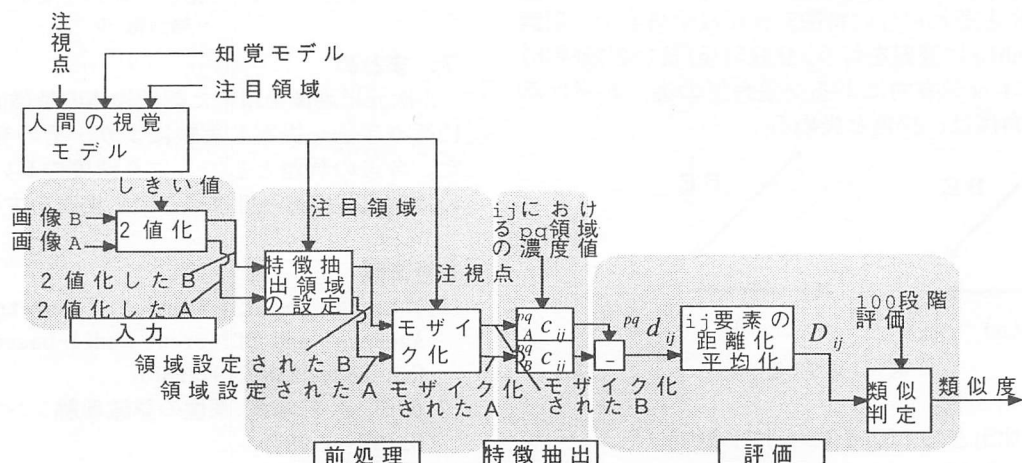 注視点
知覚モデル
注目領域
人間の視覚
モデル
しきい値
画像B
画像A
2値化
2値化したB
2値化したA
入力
注目領域
特徴抽
出領域
の設定
注視点
モザイ
ク化
領域設定されたB
領域設定されたA
モザイク化
されたA
モザイク化
されたB
前処理
ijにおけ
るpq領域
の濃度値
pq A C ij
pq B C ij
特徴抽出
−
pq d ij
ij要素の
距離化
平均化
D ij
100段階
評価
類似
判定
類似度
評価